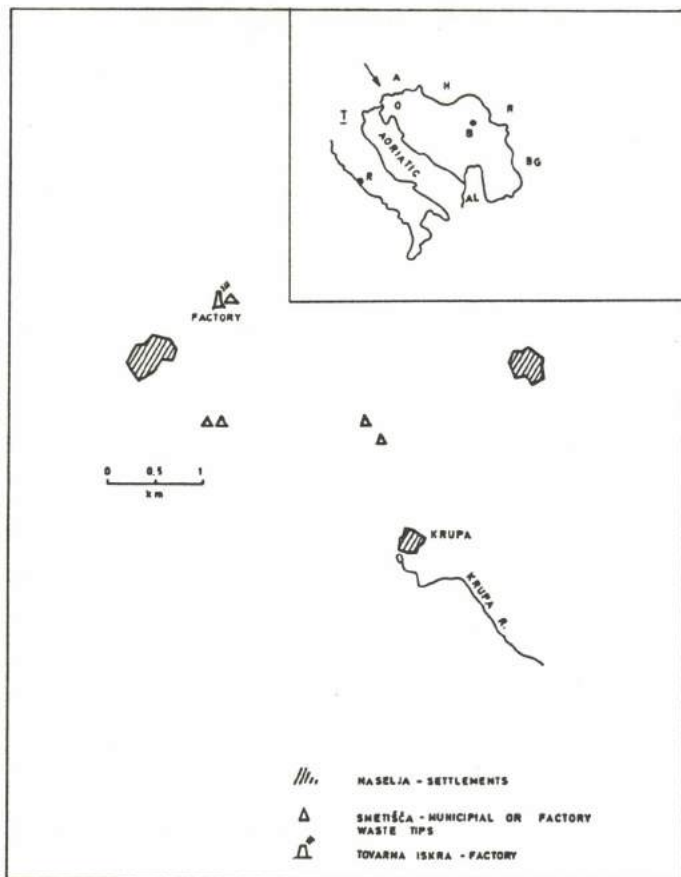 A
H
R
T
O
B
BG
ADRIATIC
R
AL
FACTORY
0 0,5 1
km
KRUPA
KRUPA R.
NASELJA - SETTLEMENTS
SMETIŠČA - MUNICIPIAL OR FACTORY
WASTE TIPS
TOVARNA ISKRA - FACTORY